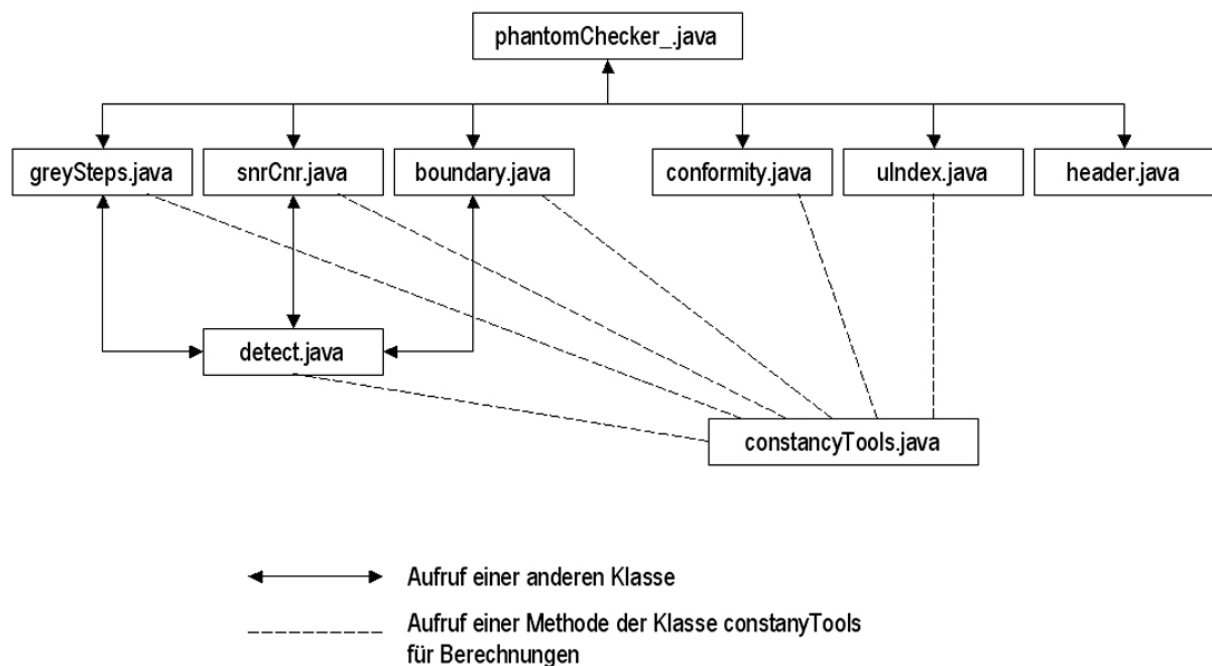 phantomChecker_.java
greySteps.java
snrCnr.java
boundary.java
conformity.java
uIndex.java
header.java
detect.java
constancyTools.java
Aufruf einer anderen Klasse
Aufruf einer Methode der Klasse constanyTools
für Berechnungen